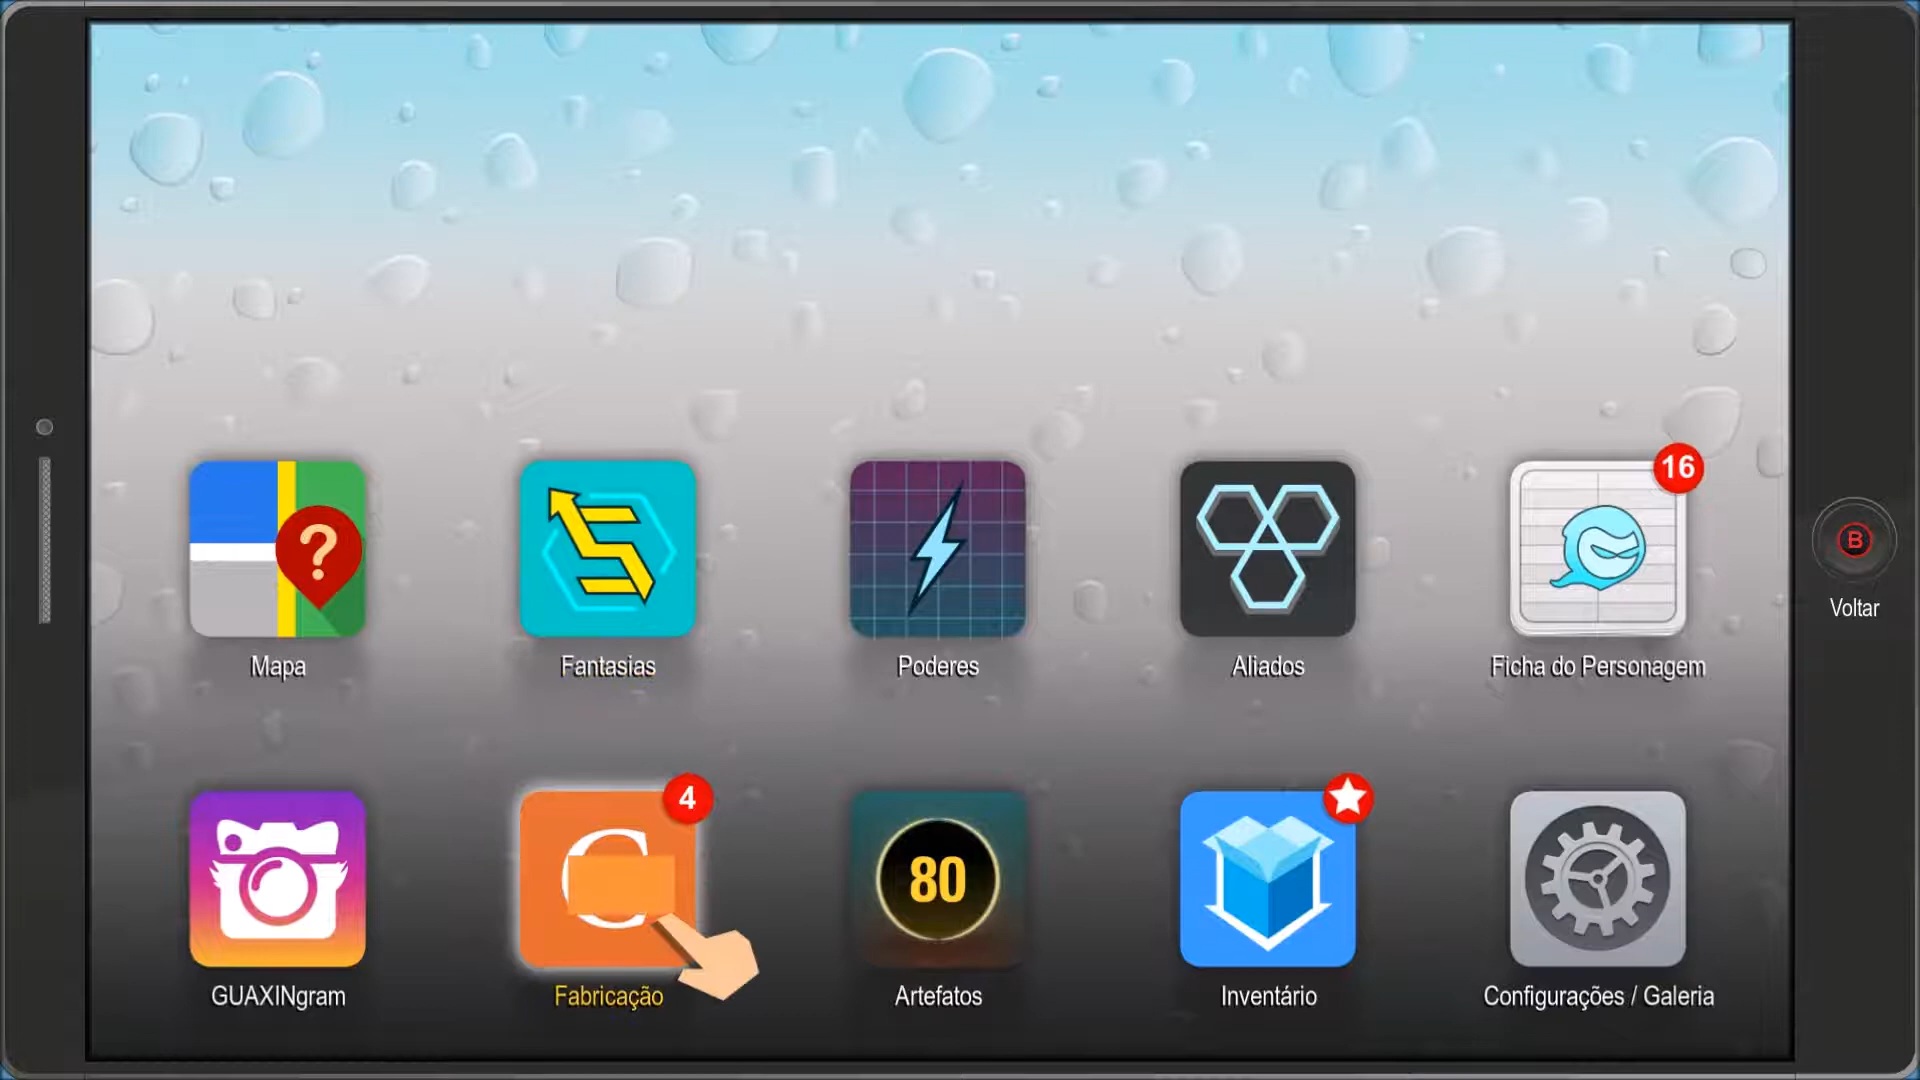 16
?
B
Voltar
Mapa
Fantasias
Poderes
Aliados
Ficha do Personagem
4
C
80
GUAXINgram
Fabricação
Artefatos
Inventário
Configurações / Galeria